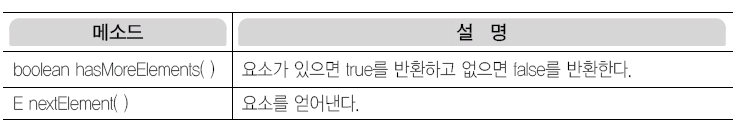 메소드 설 명
boolean hasMoreElements( ) 요소가 있으면 true를 반환하고 없으면 false를 반환한다.
E nextElement( ) 요소를 얻어낸다.